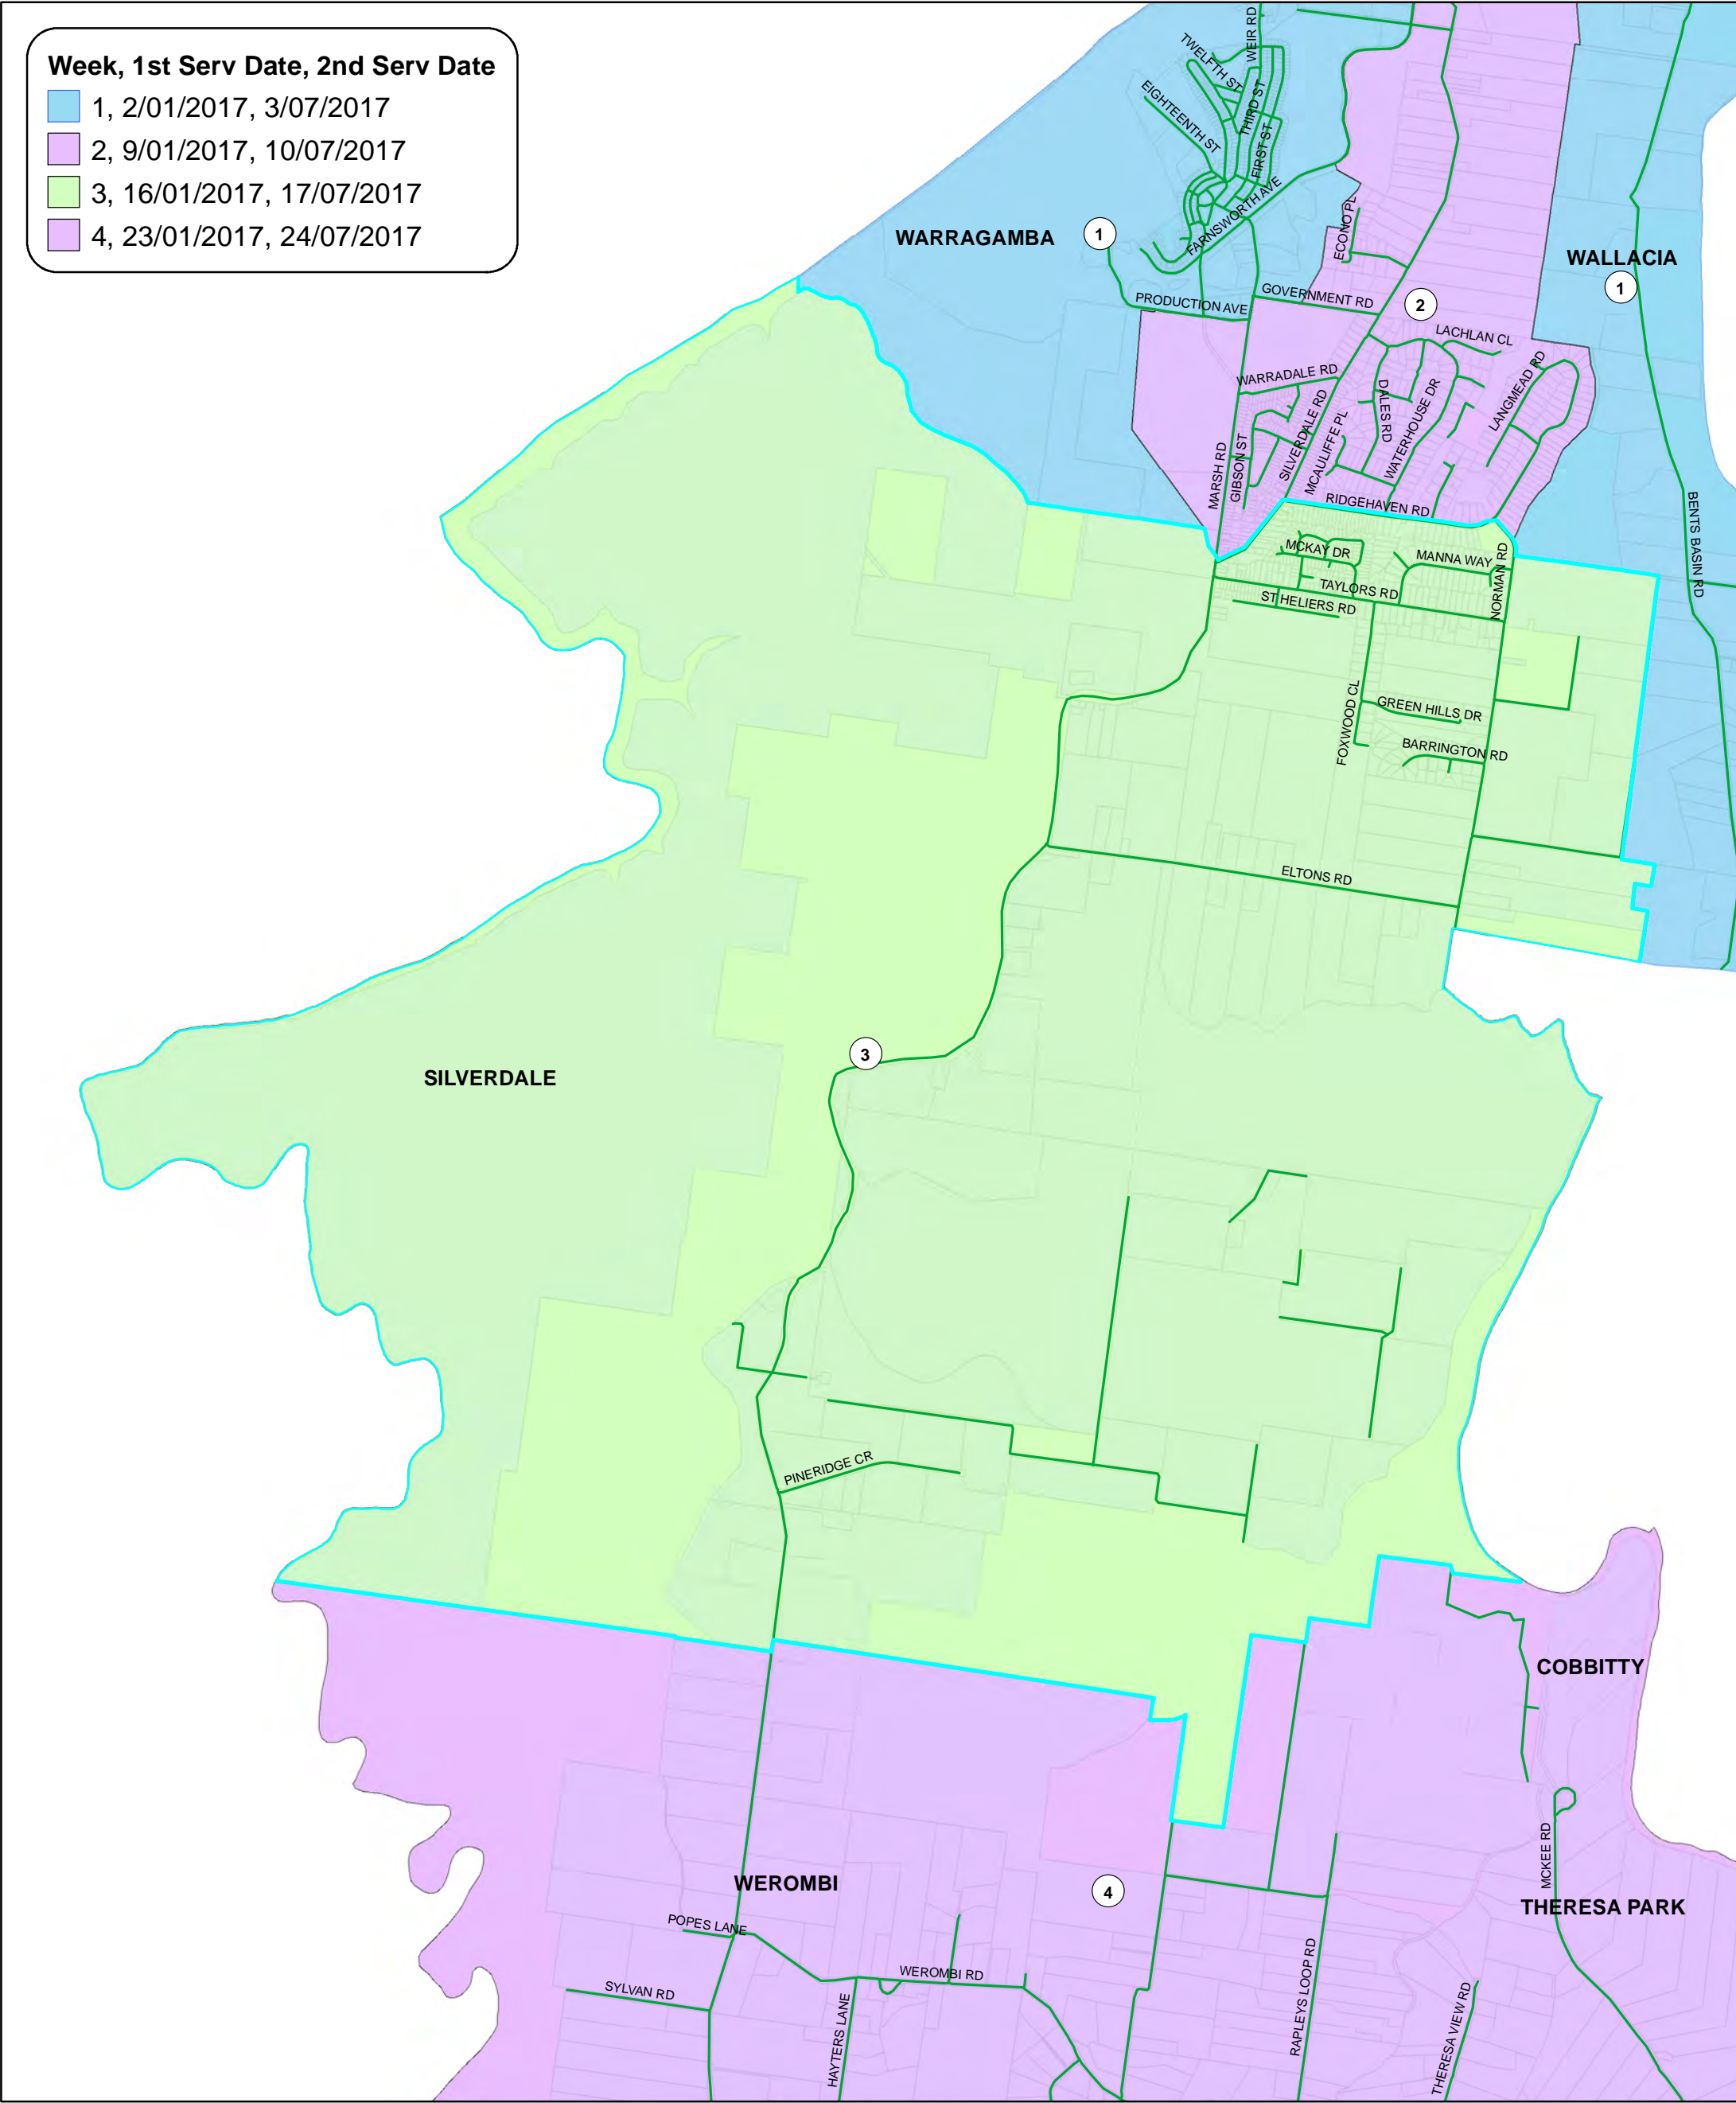 Week, 1st Serv Date, 2nd Serv Date
1, 2/01/2017, 3/07/2017
2, 9/01/2017, 10/07/2017
3, 16/01/2017, 17/07/2017
4, 23/01/2017, 24/07/2017
WEIR RD
TWELFTH ST
EIGHTEENTH ST
THIRD ST
FIRST ST
FARNSWORTH AVE
WARRAGAMBA
1
ECONO PL
WALLACIA
1
PRODUCTION AVE
GOVERNMENT RD
2
LACHLAN CL
WARRADALE RD
DALES RD
LANGMEAD RD
SILVERDALE RD
MCAULIFFE PL
WATERHOUSE DR
MARSH RD
GIBSON ST
RIDGEHAVEN RD
BENTS BASIN RD
MCKAY DR
MANNA WAY
NORMAN RD
TAYLORS RD
ST HELIERS RD
FOXWOOD CL
GREEN HILLS DR
BARRINGTON RD
ELTONS RD
3
SILVERDALE
PINERIDGE CR
COBBITTY
MCKEE RD
WEROMBI
4
THERESA PARK
POPES LANE
WEROMBI RD
SYLVAN RD
HAYTERS LANE
RAPLEYS LOOP RD
THERESA VIEW RD